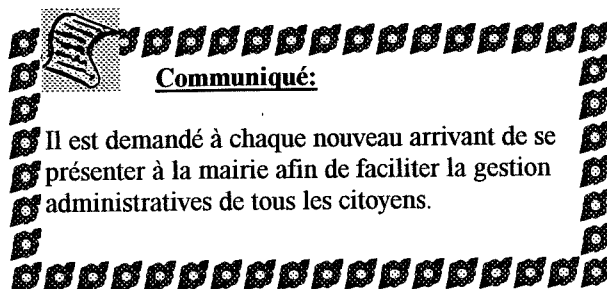 Communiqué:
Il est demandé à chaque nouveau arrivant de se
présenter à la mairie afin de faciliter la gestion
administratives de tous les citoyens.